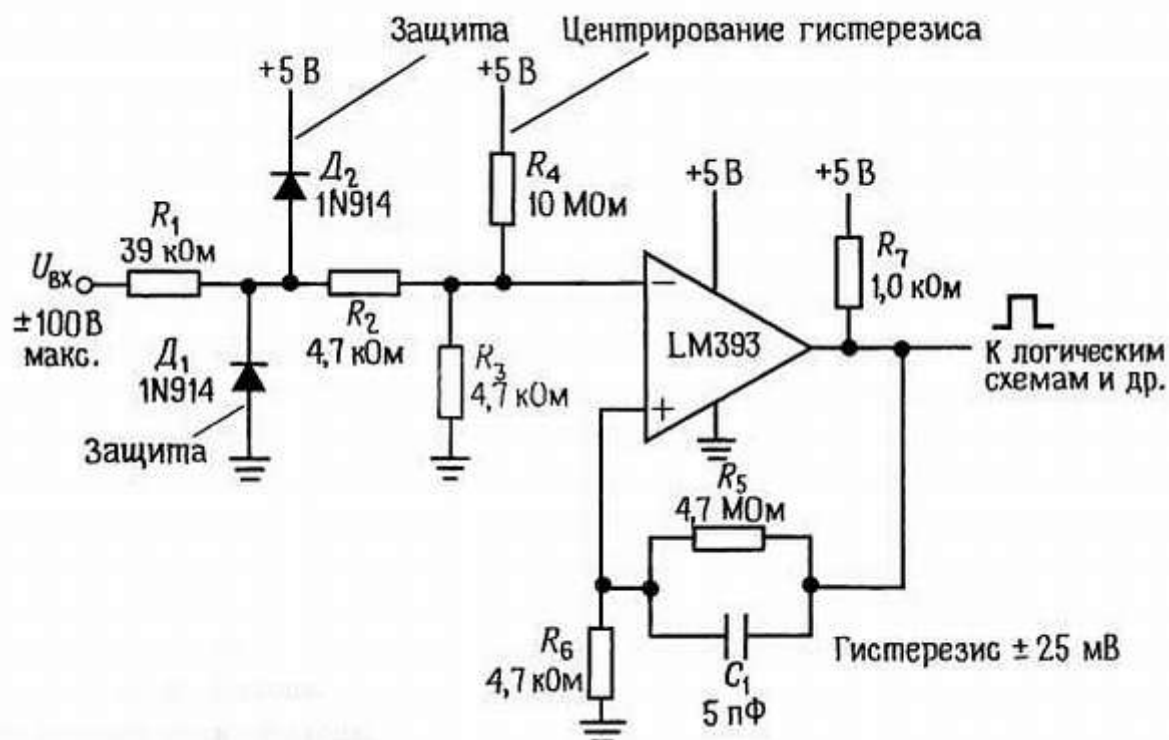 Защита
Центрирование гистерезиса
+5 В
+5 В
Д₂
1N914
R₄
10 МОм
+5 В
+5 В
R₁
39 кОм
R₇
1,0 кОм
Uвх
±100 В
макс.
R₂
4,7 кОм
−
LM393
+
К логическим
схемам и др.
Д₁
1N914
R₃
4,7 кОм
Защита
R₅
4,7 МОм
R₆
4,7 кОм
C₁
5 пФ
Гистерезис ± 25 мВ